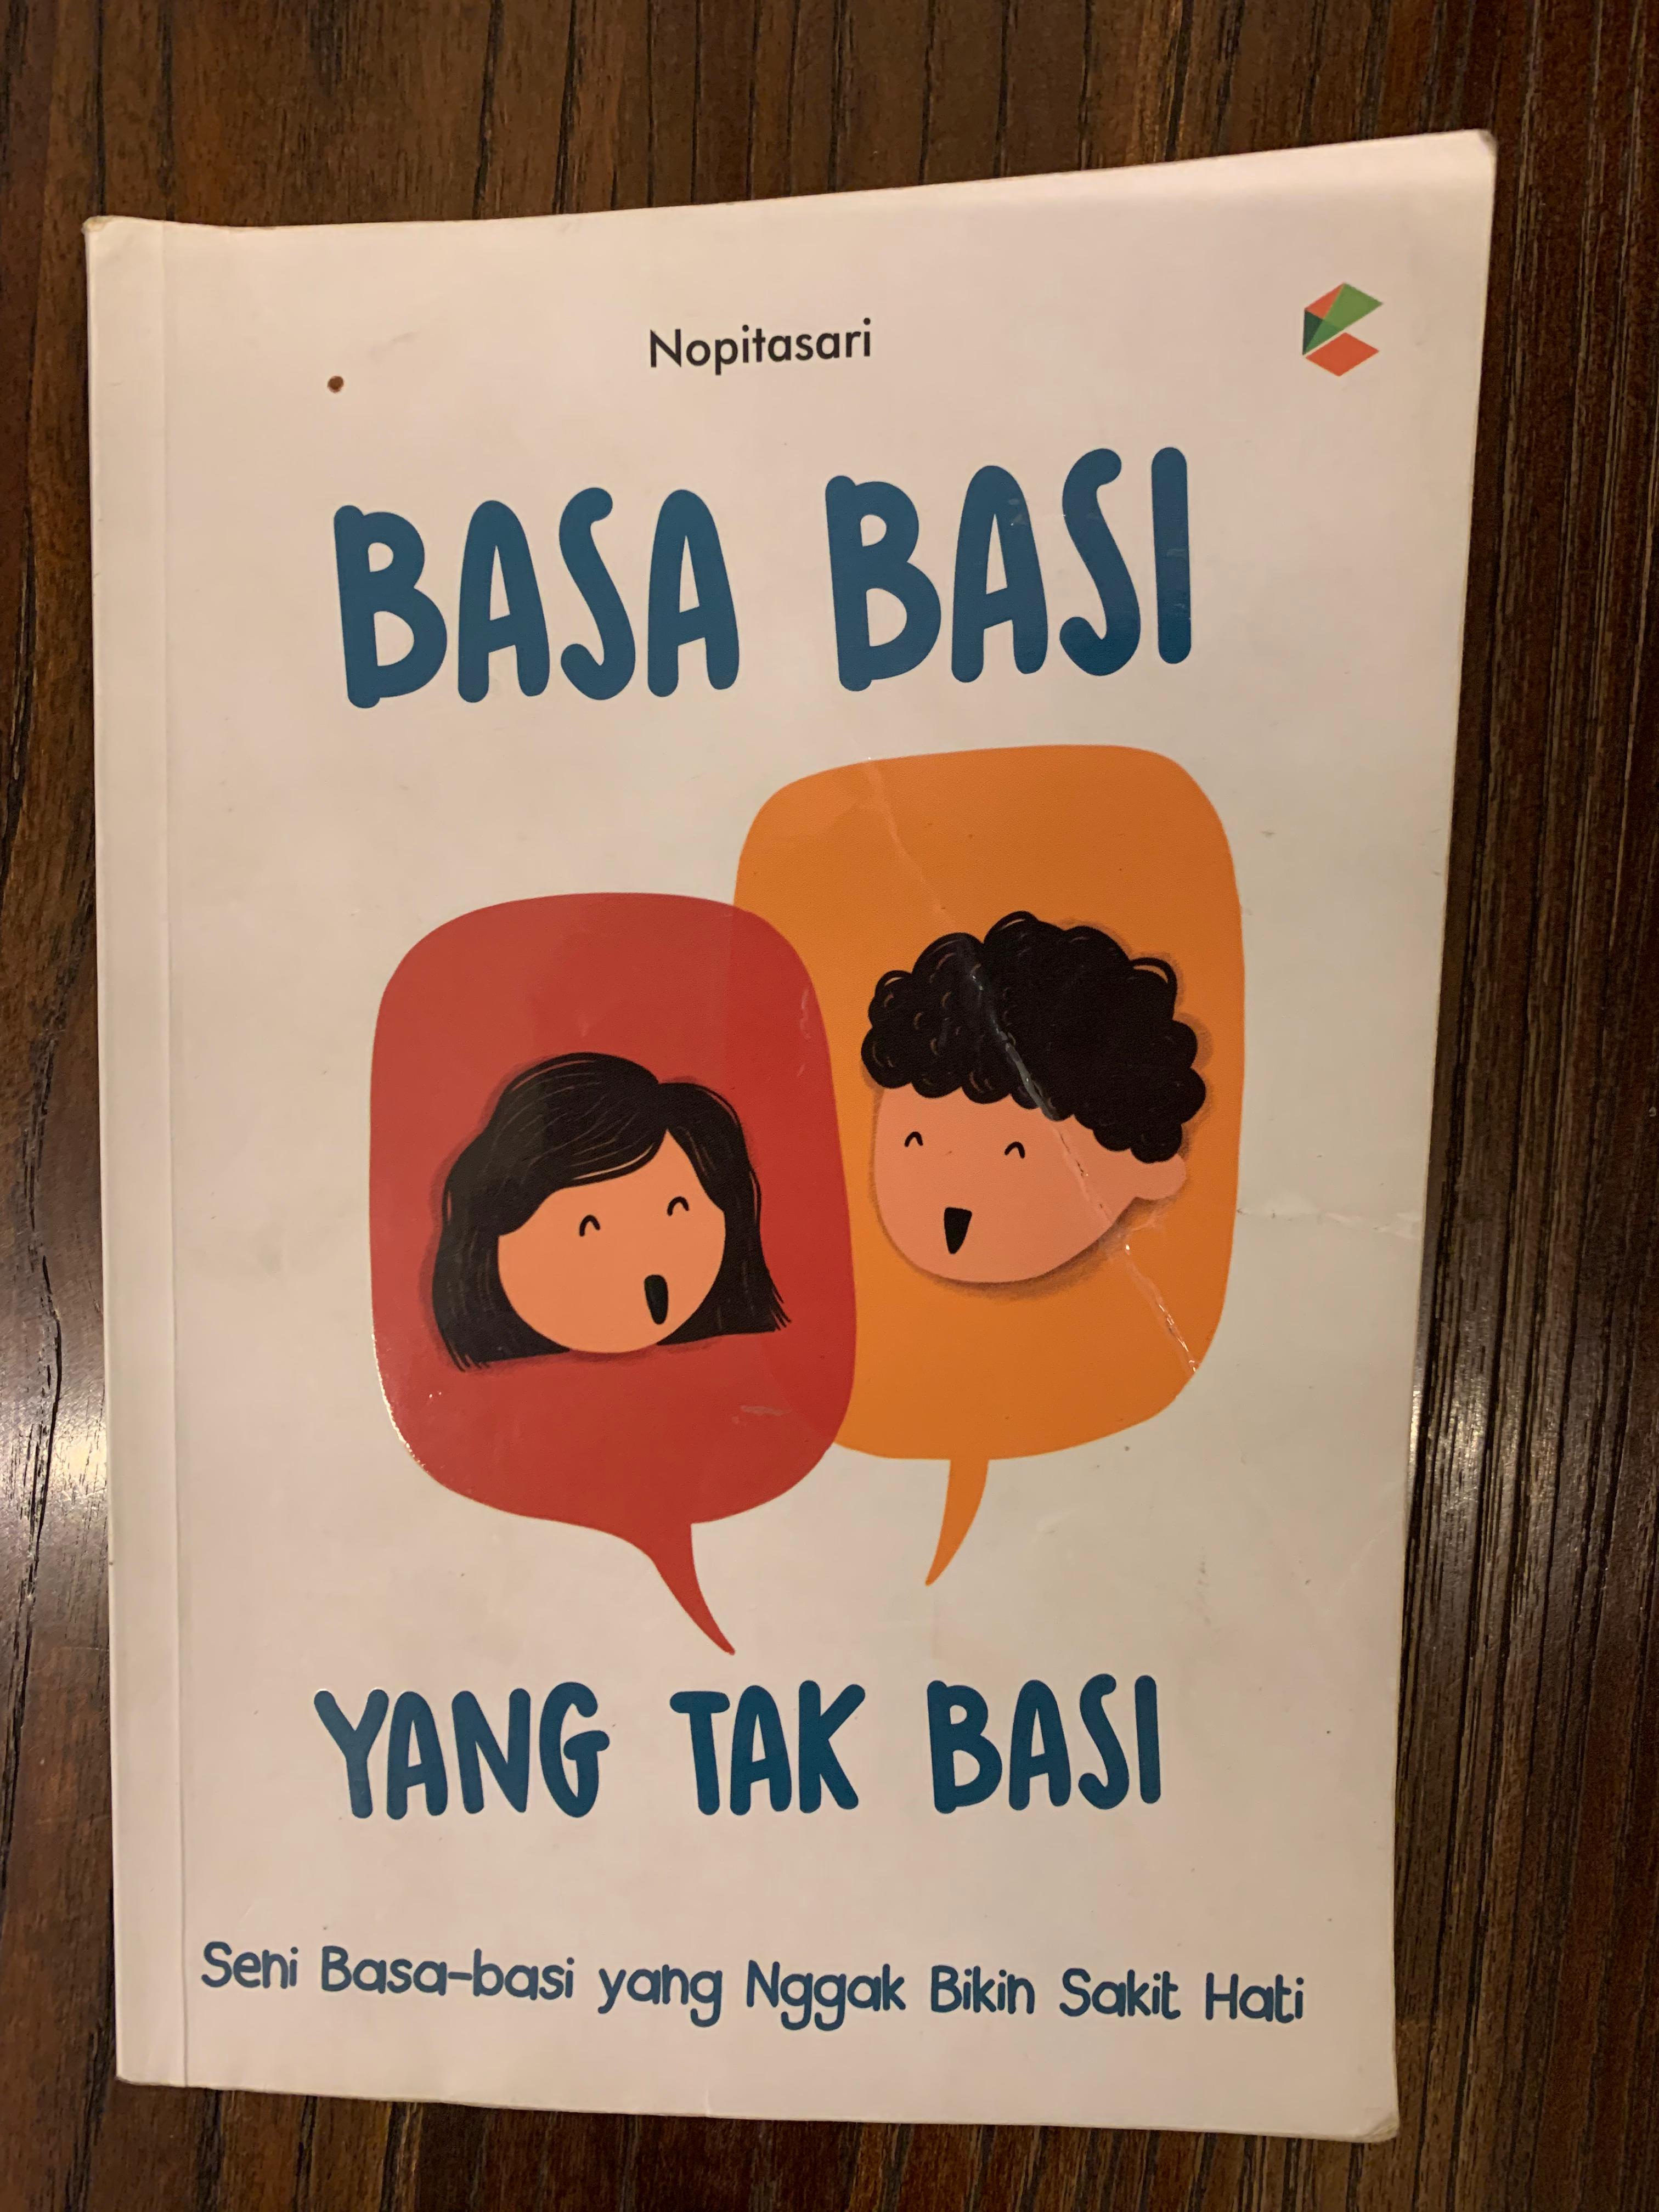 Nopitasari
BASA BASI
YANG TAK BASI
Seni Basa-basi yang Nggak Bikin Sakit Hati